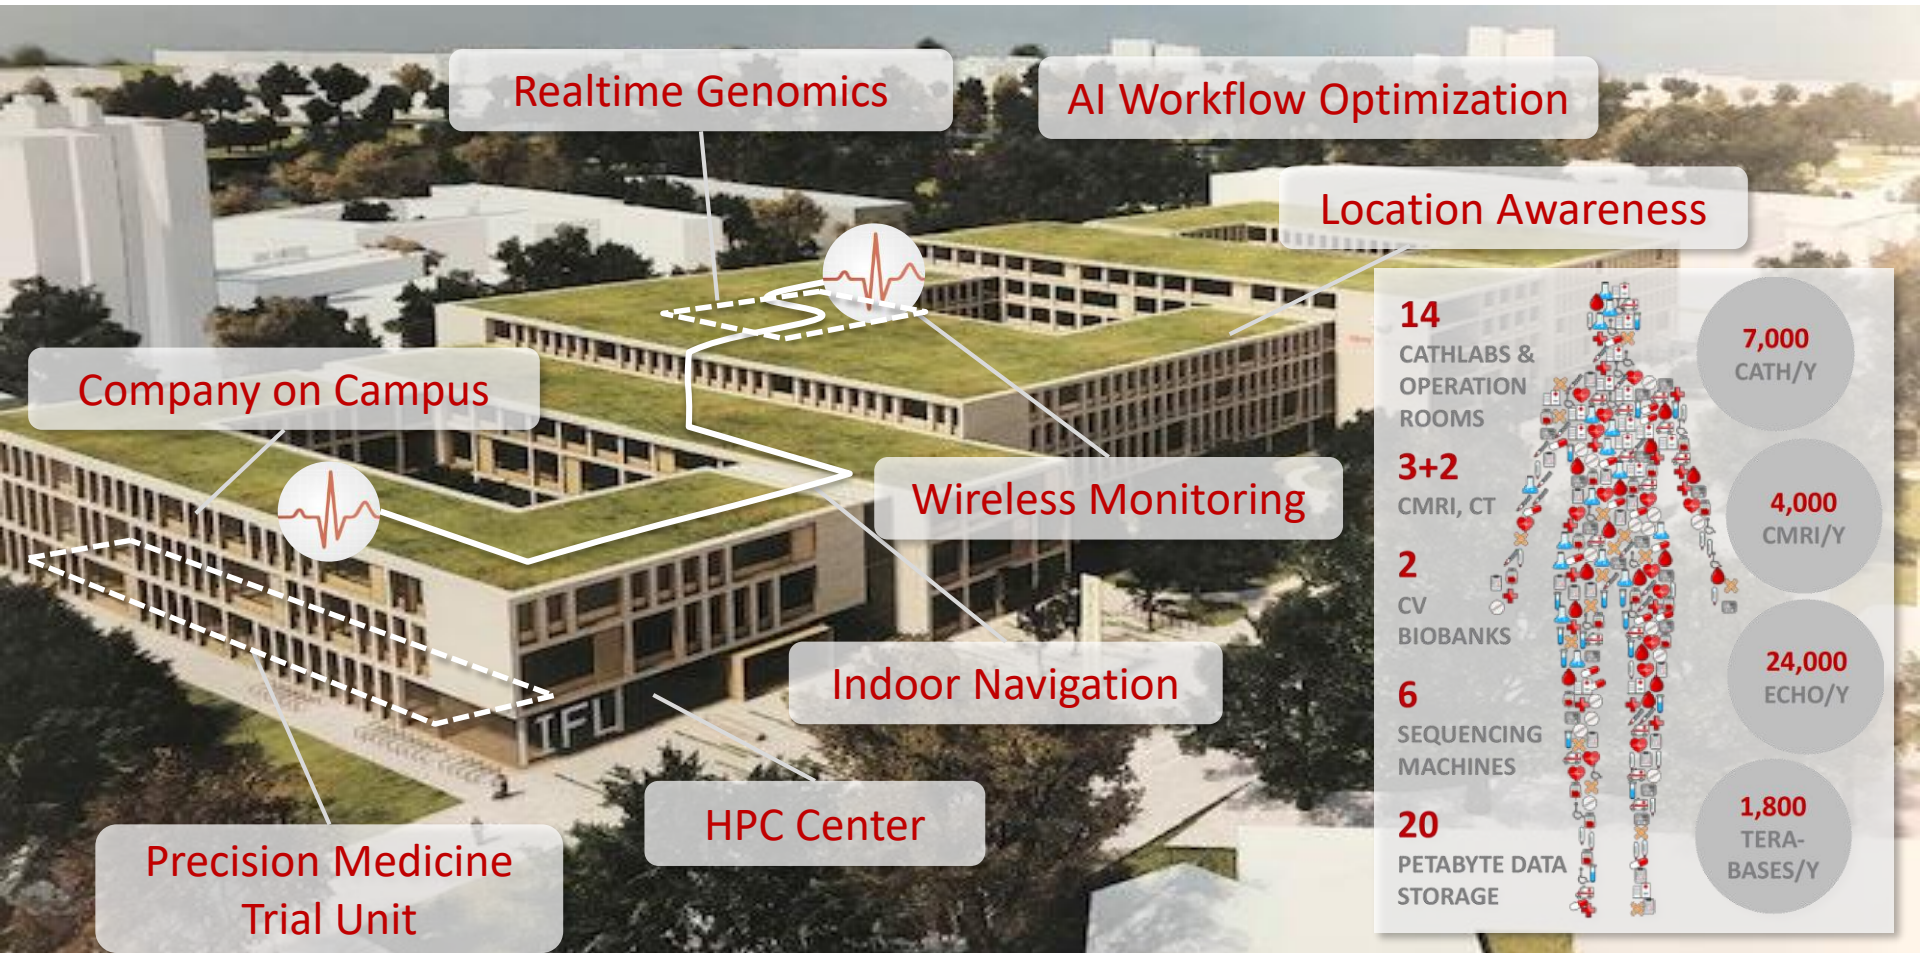 Realtime Genomics
AI Workflow Optimization
Location Awareness
Company on Campus
Wireless Monitoring
Indoor Navigation
HPC Center
Precision Medicine
Trial Unit
14
CATHLABS &
OPERATION
ROOMS
3+2
CMRI, CT
2
CV
BIOBANKS
6
SEQUENCING
MACHINES
20
PETABYTE DATA
STORAGE
7,000
CATH/Y
4,000
CMRI/Y
24,000
ECHO/Y
1,800
TERA-
BASES/Y